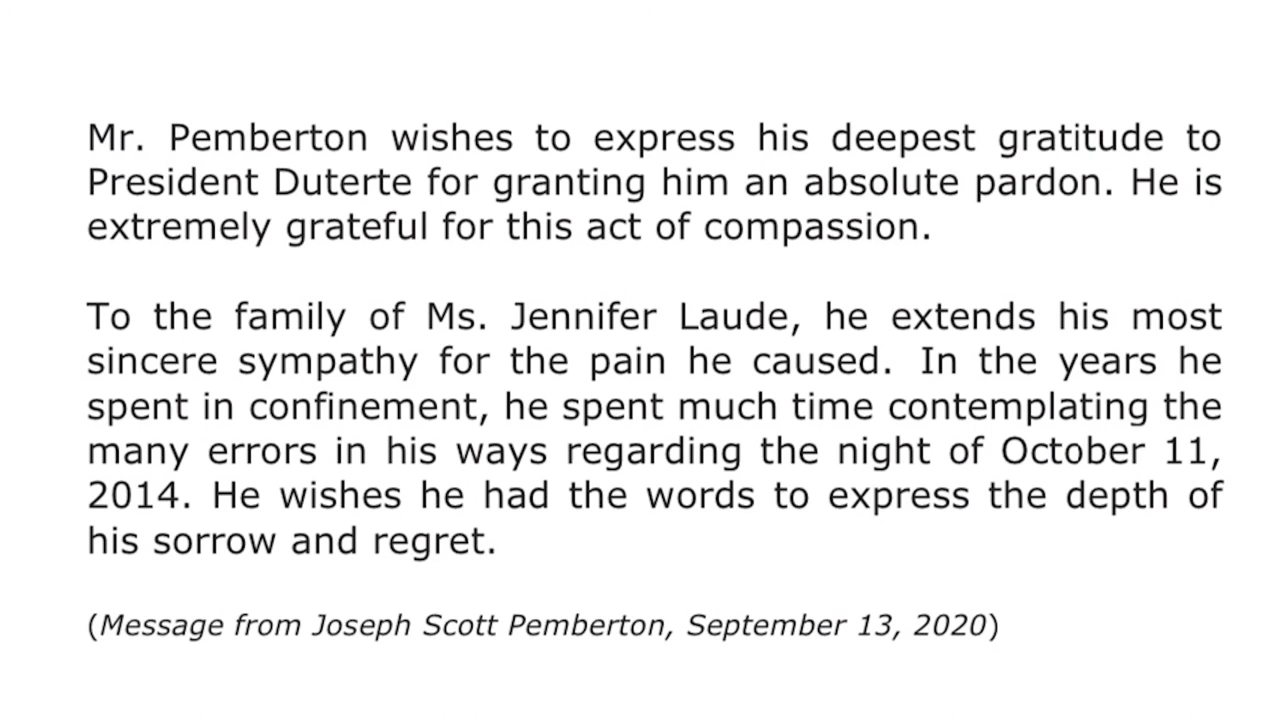 Mr. Pemberton wishes to express his deepest gratitude to
President Duterte for granting him an absolute pardon. He is
extremely grateful for this act of compassion.
To the family of Ms. Jennifer Laude, he extends his most
sincere sympathy for the pain he caused. In the years he
spent in confinement, he spent much time contemplating the
many errors in his ways regarding the night of October 11,
2014. He wishes he had the words to express the depth of
his sorrow and regret.
(Message from Joseph Scott Pemberton, September 13, 2020)